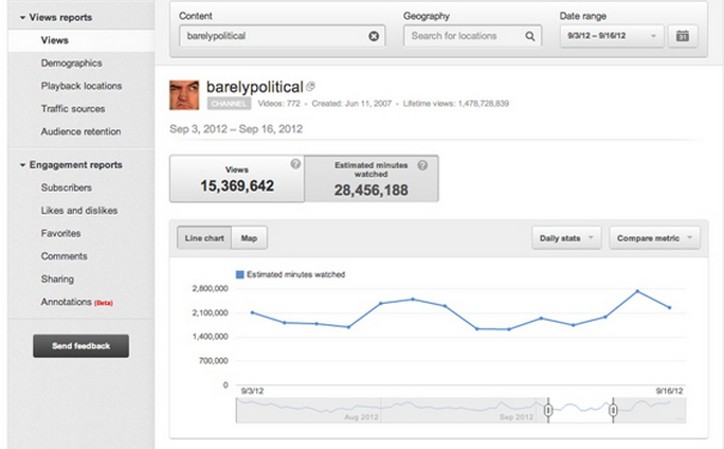 Views reports
Views
Demographics
Playback locations
Traffic sources
Audience retention
Engagement reports
Subscribers
Likes and dislikes
Favorites
Comments
Sharing
Annotations (Beta)
Send feedback
Content
barelypolitical
Geography
Search for locations
Date range
9/3/12 – 9/16/12
31
barelypolitical
CHANNEL Videos: 772 - Created: Jun 11, 2007 - Lifetime views: 1,478,728,839
Sep 3, 2012 – Sep 16, 2012
Views ?
15,369,642
Estimated minutes ?
watched
28,456,188
Line chart Map
Daily stats Compare metric
Estimated minutes watched
2,800,000
2,100,000
1,400,000
700,000
0
9/3/12 9/16/12
Aug 2012 Sep 2012